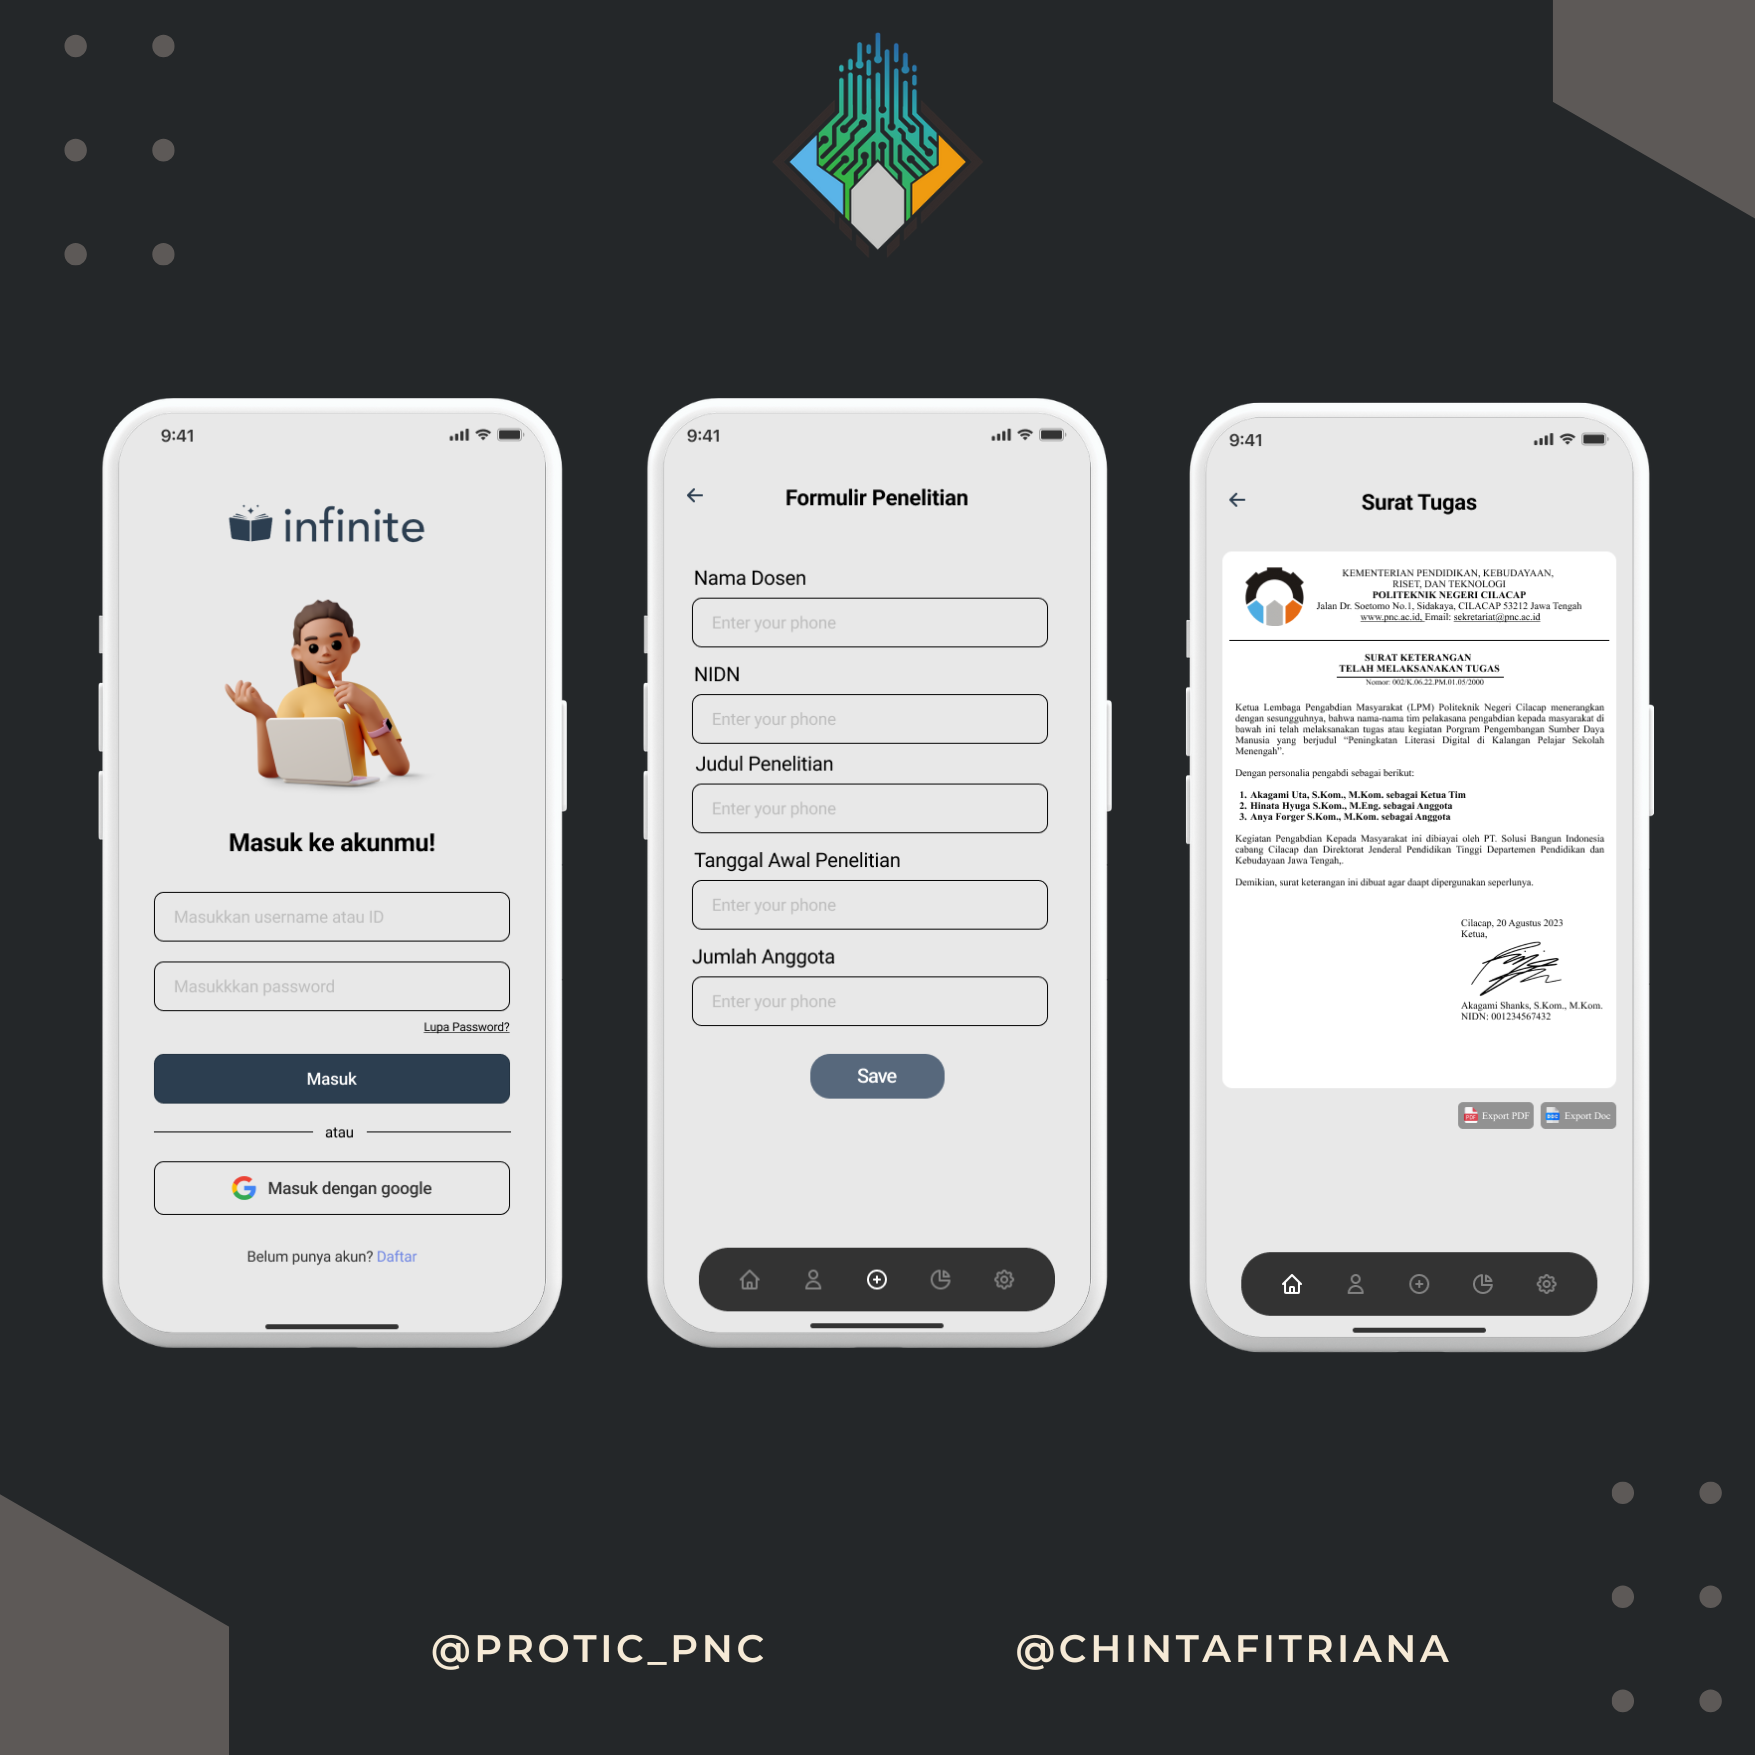 9:41
infinite
Masuk ke akunmu!
Masukkan username atau ID
Masukkkan password
Lupa Password?
Masuk
atau
Masuk dengan google
Belum punya akun? Daftar
9:41
Formulir Penelitian
Nama Dosen
Enter your phone
NIDN
Enter your phone
Judul Penelitian
Enter your phone
Tanggal Awal Penelitian
Enter your phone
Jumlah Anggota
Enter your phone
Save
9:41
Surat Tugas
KEMENTERIAN PENDIDIKAN, KEBUDAYAAN,
RISET, DAN TEKNOLOGI
POLITEKNIK NEGERI CILACAP
Jalan Dr. Soetomo No.1, Sidakaya, CILACAP 53212 Jawa Tengah
www.pnc.ac.id, Email: sekretariat@pnc.ac.id
SURAT KETERANGAN
TELAH MELAKSANAKAN TUGAS
Nomor: 002/K.06.22.PM.01.05/2000
Ketua Lembaga Pengabdian Masyarakat (LPM) Politeknik Negeri Cilacap menerangkan
dengan sesungguhnya, bahwa nama-nama tim pelakasana pengabdian kepada masyarakat di
bawah ini telah melaksanakan tugas atau kegiatan Porgram Pengembangan Sumber Daya
Manusia yang berjudul “Peningkatan Literasi Digital di Kalangan Pelajar Sekolah
Menengah”.
Dengan personalia pengabdi sebagai berikut:
1. Akagami Uta, S.Kom., M.Kom. sebagai Ketua Tim
2. Hinata Hyuga S.Kom., M.Eng. sebagai Anggota
3. Anya Forger S.Kom., M.Kom. sebagai Anggota
Kegiatan Pengabdian Kepada Masyarakat ini dibiayai oleh PT. Solusi Bangun Indonesia
cabang Cilacap dan Direktorat Jenderal Pendidikan Tinggi Departemen Pendidikan dan
Kebudayaan Jawa Tengah,.
Demikian, surat keterangan ini dibuat agar daapt dipergunakan seperlunya.
Cilacap, 20 Agustus 2023
Ketua,
Akagami Shanks, S.Kom., M.Kom.
NIDN: 001234567432
PDF Export PDF
DOC Export Doc
@PROTIC_PNC
@CHINTAFITRIANA